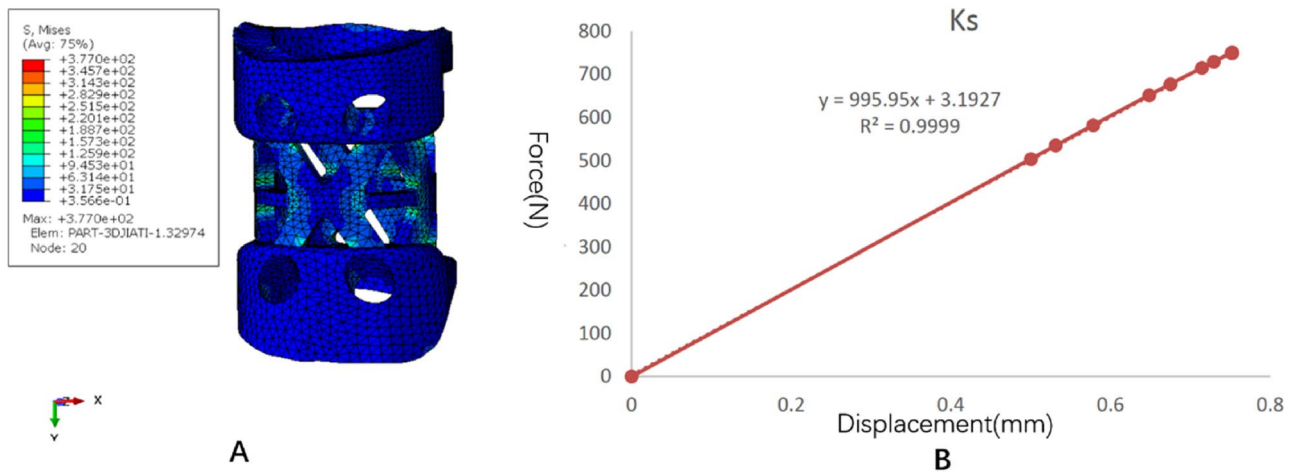 S, Mises
(Avg: 75%)
+3.770e+02
+3.457e+02
+3.143e+02
+2.829e+02
+2.515e+02
+2.201e+02
+1.887e+02
+1.573e+02
+1.259e+02
+9.453e+01
+6.314e+01
+3.175e+01
+3.566e-01
Max: +3.770e+02
Elem: PART-3DJIATI-1.32974
Node: 20
X
Y
A
Ks
800
700
600
500
400
300
200
100
0
Force(N)
y = 995.95x + 3.1927
R² = 0.9999
0 0.2 0.4 0.6 0.8
Displacement(mm)
B